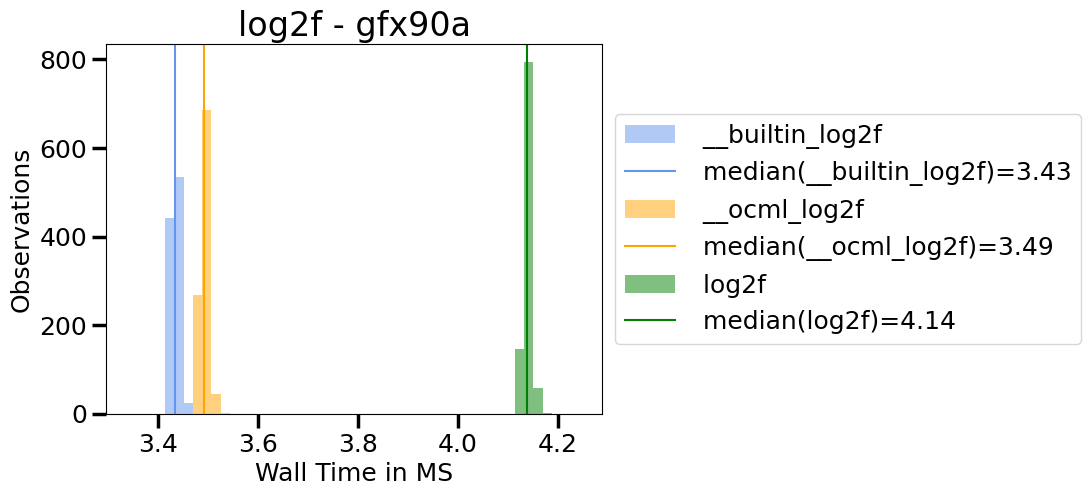 log2f - gfx90a
800
600
400
200
0
Observations
3.4 3.6 3.8 4.0 4.2
Wall Time in MS
__builtin_log2f
median(__builtin_log2f)=3.43
__ocml_log2f
median(__ocml_log2f)=3.49
log2f
median(log2f)=4.14